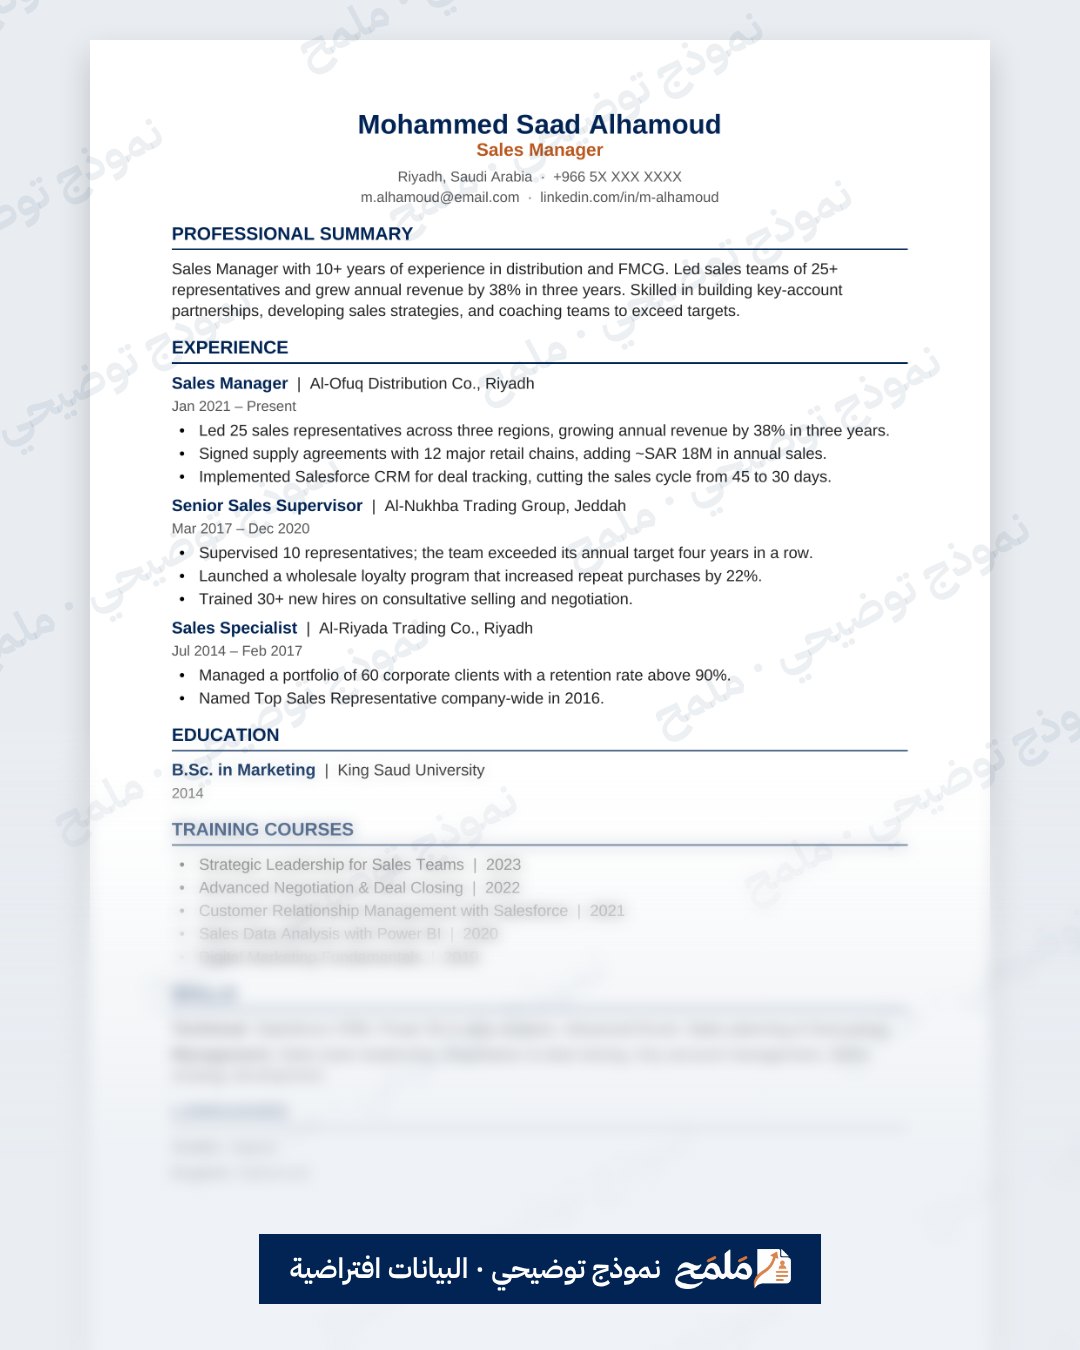 Mohammed Saad Alhamoud
Sales Manager
Riyadh, Saudi Arabia · +966 5X XXX XXXX
m.alhamoud@email.com · linkedin.com/in/m-alhamoud
PROFESSIONAL SUMMARY
Sales Manager with 10+ years of experience in distribution and FMCG. Led sales teams of 25+
representatives and grew annual revenue by 38% in three years. Skilled in building key-account
partnerships, developing sales strategies, and coaching teams to exceed targets.
EXPERIENCE
Sales Manager | Al-Ofuq Distribution Co., Riyadh
Jan 2021 – Present
• Led 25 sales representatives across three regions, growing annual revenue by 38% in three years.
• Signed supply agreements with 12 major retail chains, adding ~SAR 18M in annual sales.
• Implemented Salesforce CRM for deal tracking, cutting the sales cycle from 45 to 30 days.
Senior Sales Supervisor | Al-Nukhba Trading Group, Jeddah
Mar 2017 – Dec 2020
• Supervised 10 representatives; the team exceeded its annual target four years in a row.
• Launched a wholesale loyalty program that increased repeat purchases by 22%.
• Trained 30+ new hires on consultative selling and negotiation.
Sales Specialist | Al-Riyada Trading Co., Riyadh
Jul 2014 – Feb 2017
• Managed a portfolio of 60 corporate clients with a retention rate above 90%.
• Named Top Sales Representative company-wide in 2016.
EDUCATION
B.Sc. in Marketing | King Saud University
2014
TRAINING COURSES
• Strategic Leadership for Sales Teams | 2023
• Advanced Negotiation & Deal Closing | 2022
• Customer Relationship Management with Salesforce | 2021
• Sales Data Analysis with Power BI | 2020
• Digital Marketing Fundamentals | 2019
مَلمَح نموذج توضيحي · البيانات افتراضية
نموذج توضيحي · ملمح